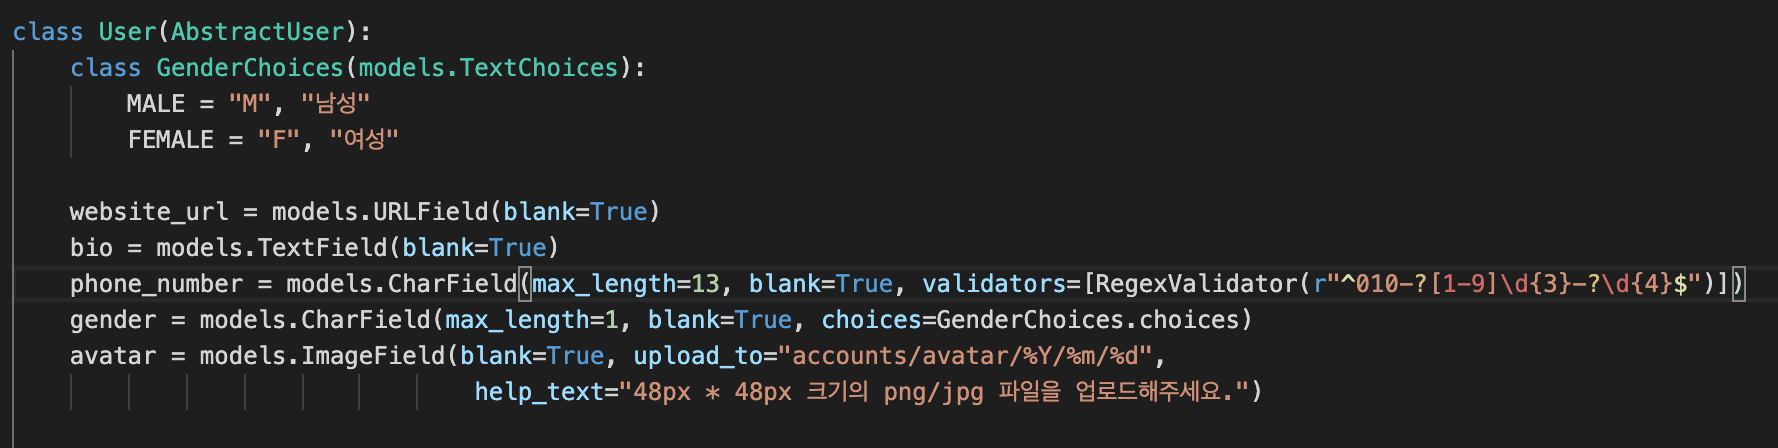 class User(AbstractUser):
class GenderChoices(models.TextChoices):
MALE = "M", "남성"
FEMALE = "F", "여성"
website_url = models.URLField(blank=True)
bio = models.TextField(blank=True)
phone_number = models.CharField(max_length=13, blank=True, validators=[RegexValidator(r"^010-?[1-9]\d{3}-?\d{4}$")])
gender = models.CharField(max_length=1, blank=True, choices=GenderChoices.choices)
avatar = models.ImageField(blank=True, upload_to="accounts/avatar/%Y/%m/%d",
help_text="48px * 48px 크기의 png/jpg 파일을 업로드해주세요.")